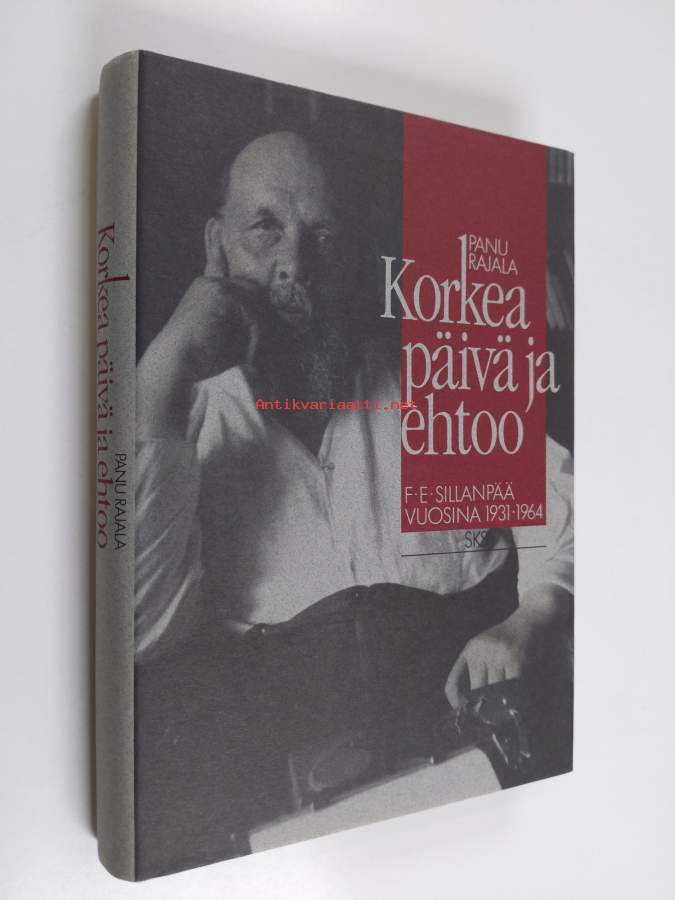 PANU
RAJALA
Korkea
päivä ja
ehtoo
F·E·SILLANPÄÄ
VUOSINA 1931-1964
SKS
Korkea päivä ja ehtoo
PANU RAJALA
Antikvariaatti.net